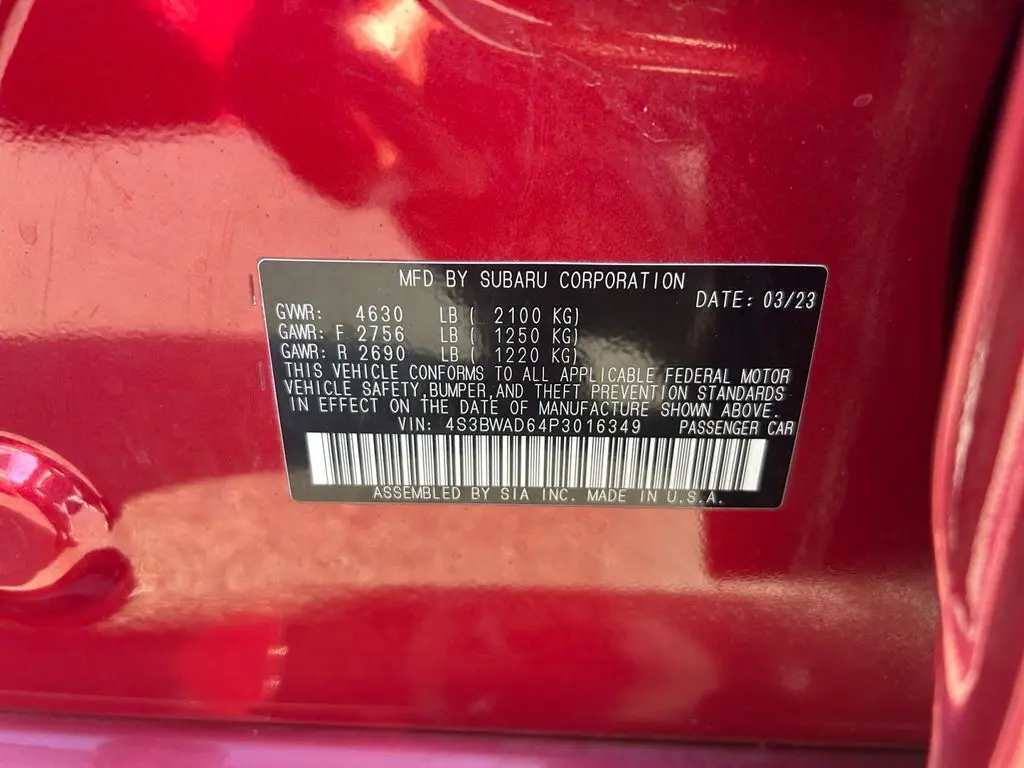 MFD BY SUBARU CORPORATION
DATE: 03/23
GVWR: 4630 LB ( 2100 KG)
GAWR: F 2756 LB ( 1250 KG)
GAWR: R 2690 LB ( 1220 KG)
THIS VEHICLE CONFORMS TO ALL APPLICABLE FEDERAL MOTOR
VEHICLE SAFETY, BUMPER, AND THEFT PREVENTION STANDARDS
IN EFFECT ON THE DATE OF MANUFACTURE SHOWN ABOVE.
VIN: 4S3BWAD64P3016349 PASSENGER CAR
ASSEMBLED BY SIA INC. MADE IN U.S.A.